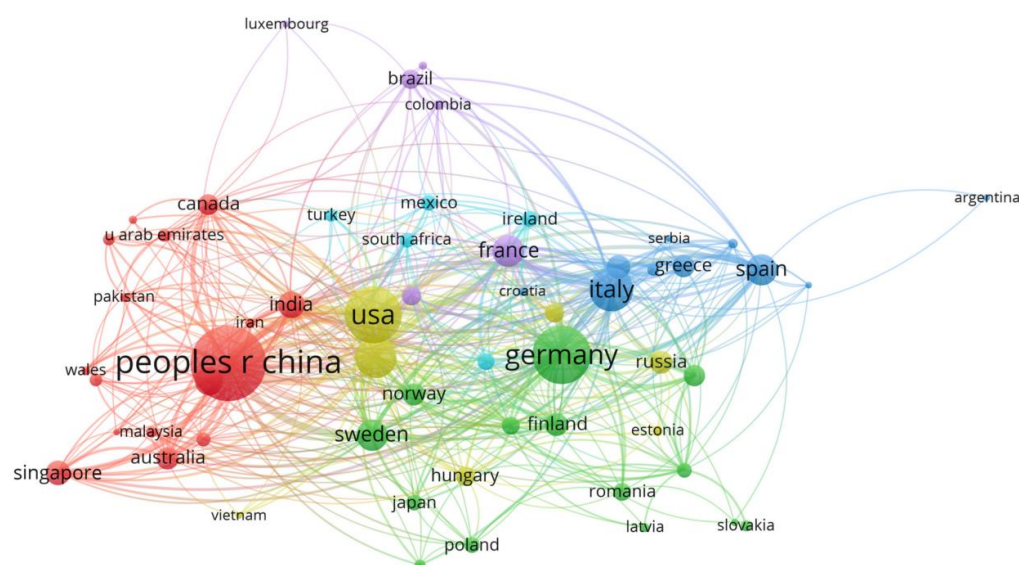 luxembourg
brazil
colombia
argentina
canada
mexico
turkey
ireland
u arab emirates
south africa
serbia
france
greece
spain
pakistan
india
croatia
italy
iran
usa
peoples r china
germany
russia
wales
norway
finland
malaysia
sweden
estonia
australia
singapore
hungary
romania
japan
vietnam
latvia
slovakia
poland